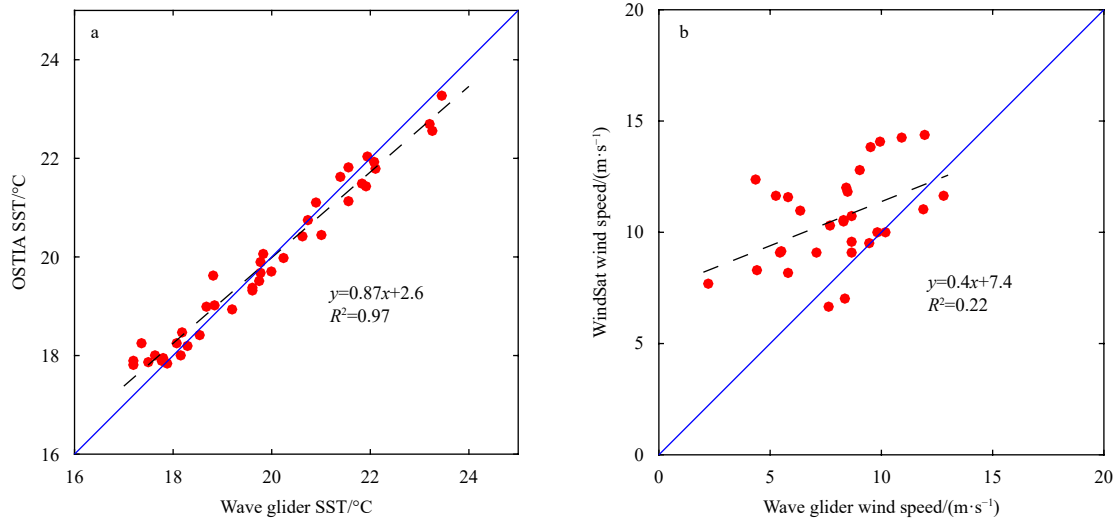 a
24
22
20
18
16
OSTIA SST/°C
y=0.87x+2.6
R²=0.97
16
18
20
22
24
Wave glider SST/°C
b
20
15
10
5
0
WindSat wind speed/(m·s⁻¹)
y=0.4x+7.4
R²=0.22
0
5
10
15
20
Wave glider wind speed/(m·s⁻¹)